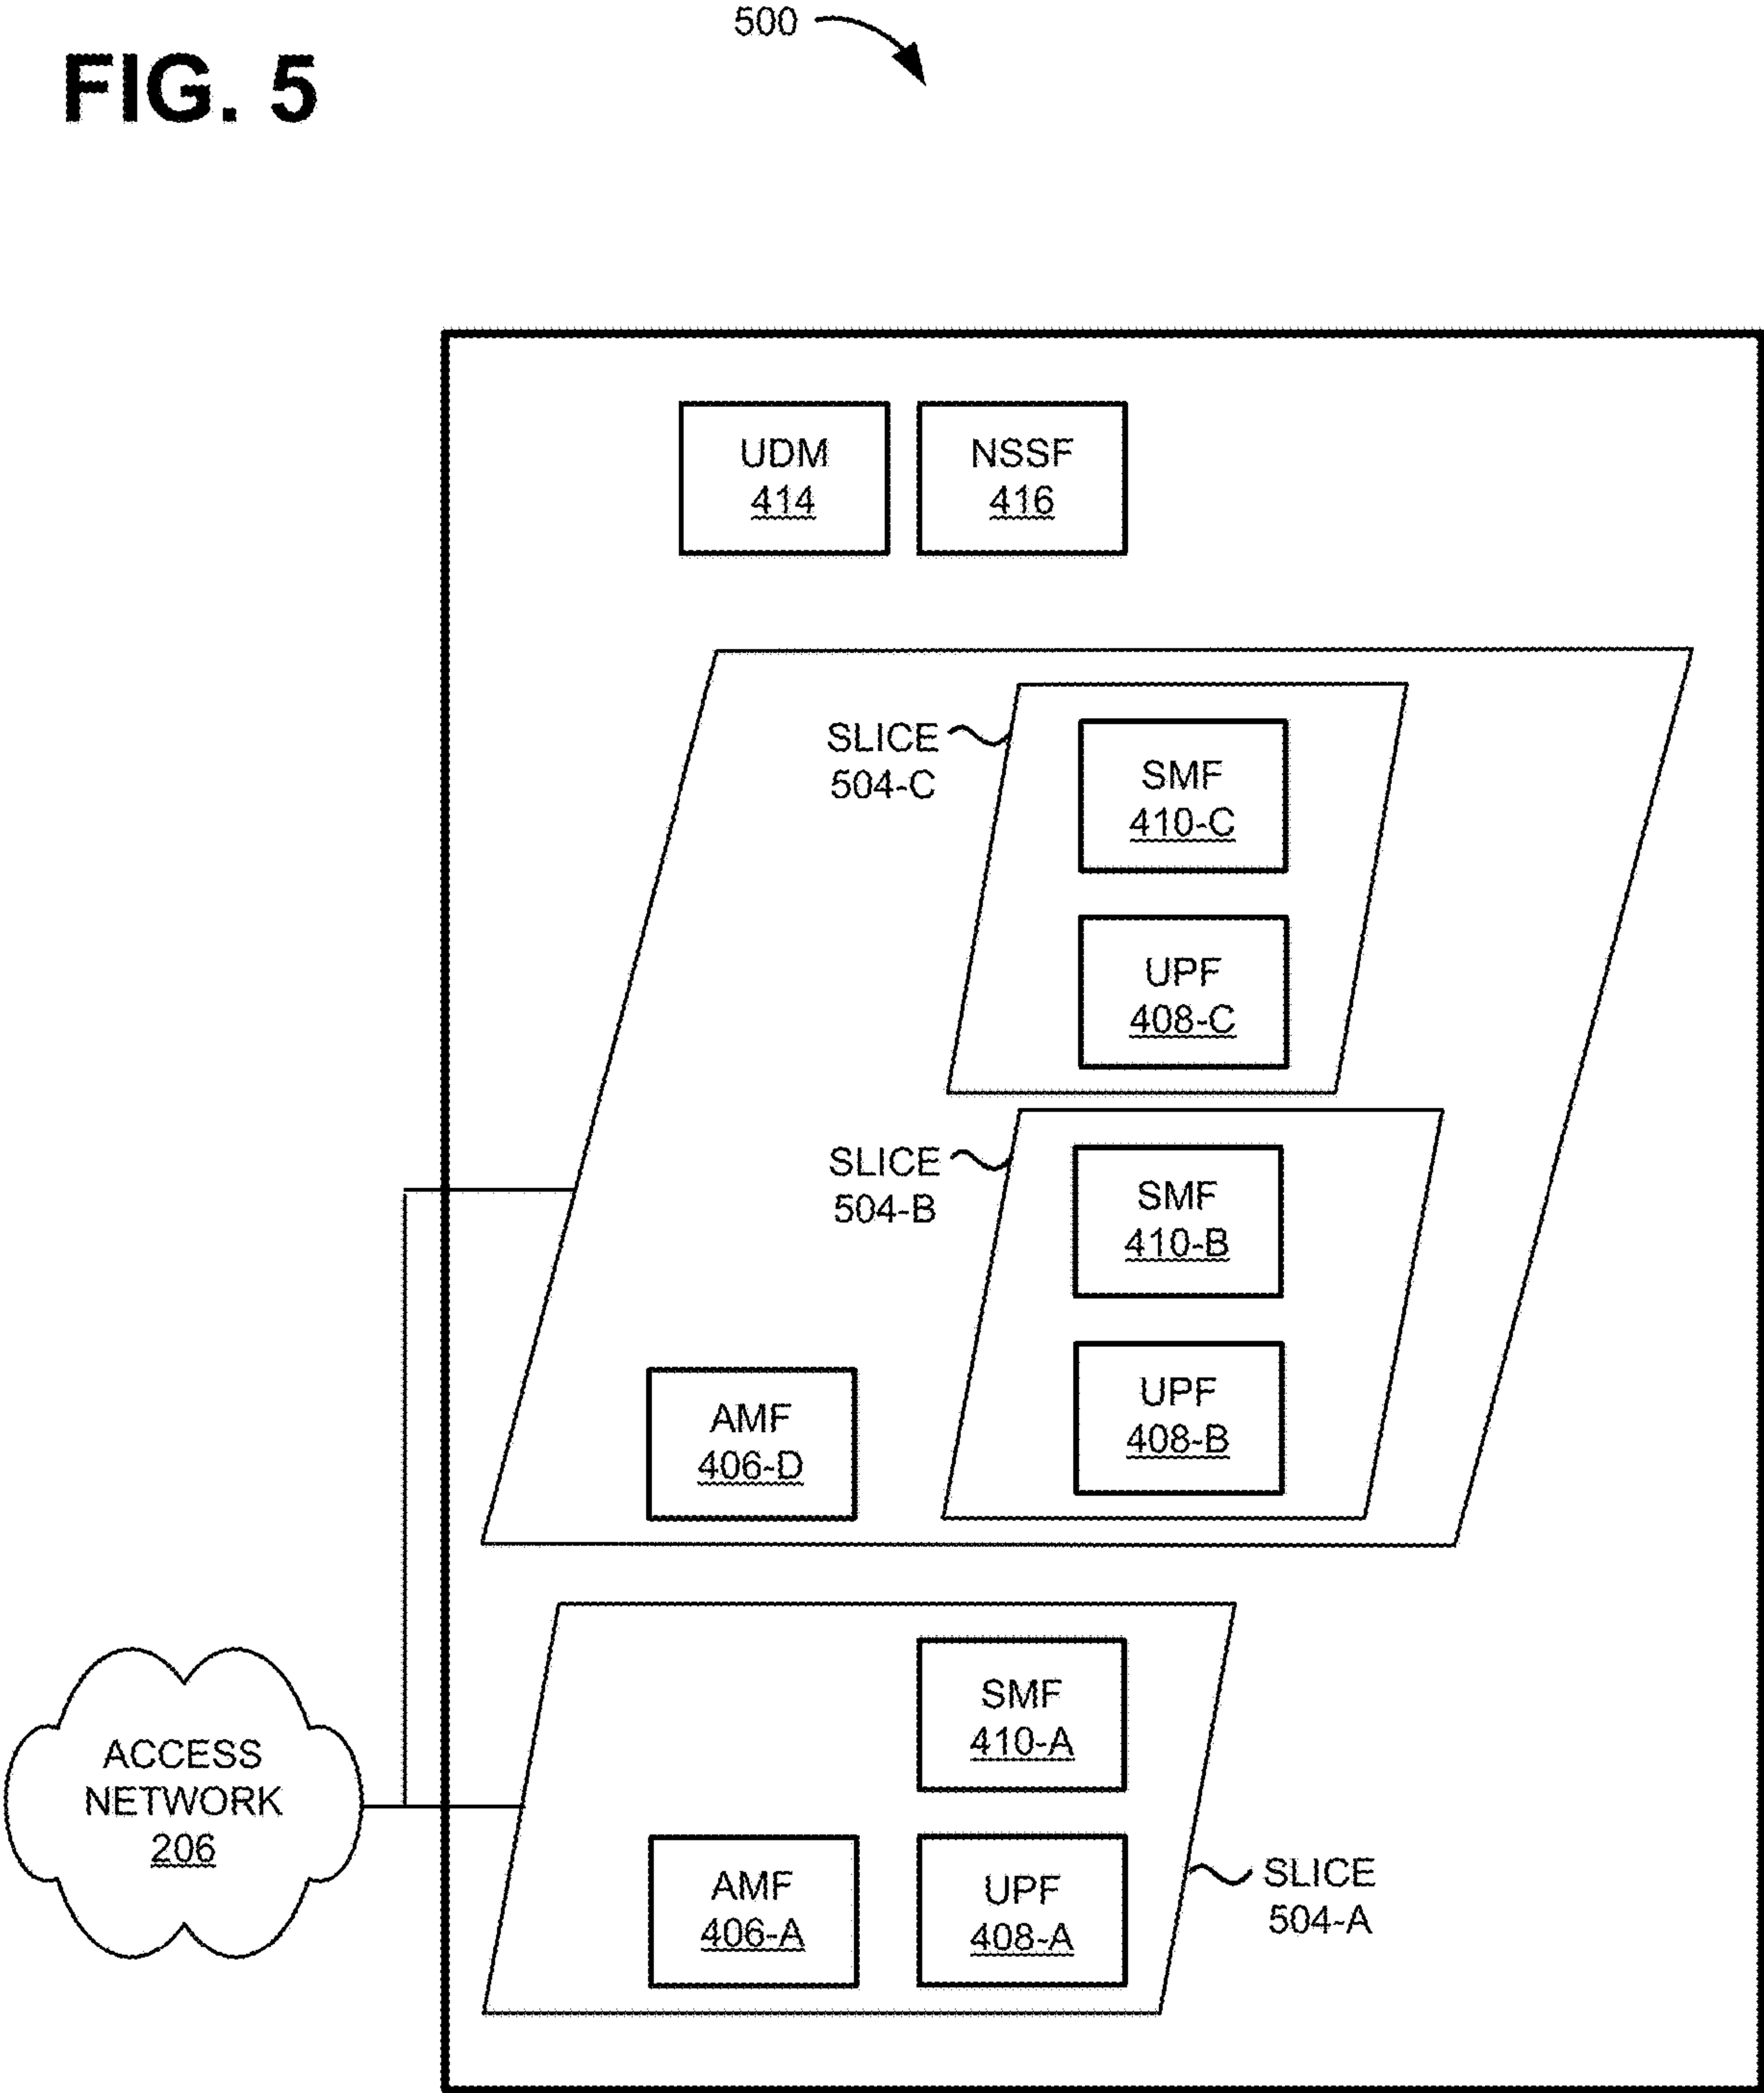 500
FIG. 5
UDM
414
NSSF
416
SLICE
504-C
SMF
410-C
UPF
408-C
SLICE
504-B
SMF
410-B
UPF
408-B
AMF
406-D
SMF
410-A
ACCESS
NETWORK
206
AMF
406-A
UPF
408-A
SLICE
504-A